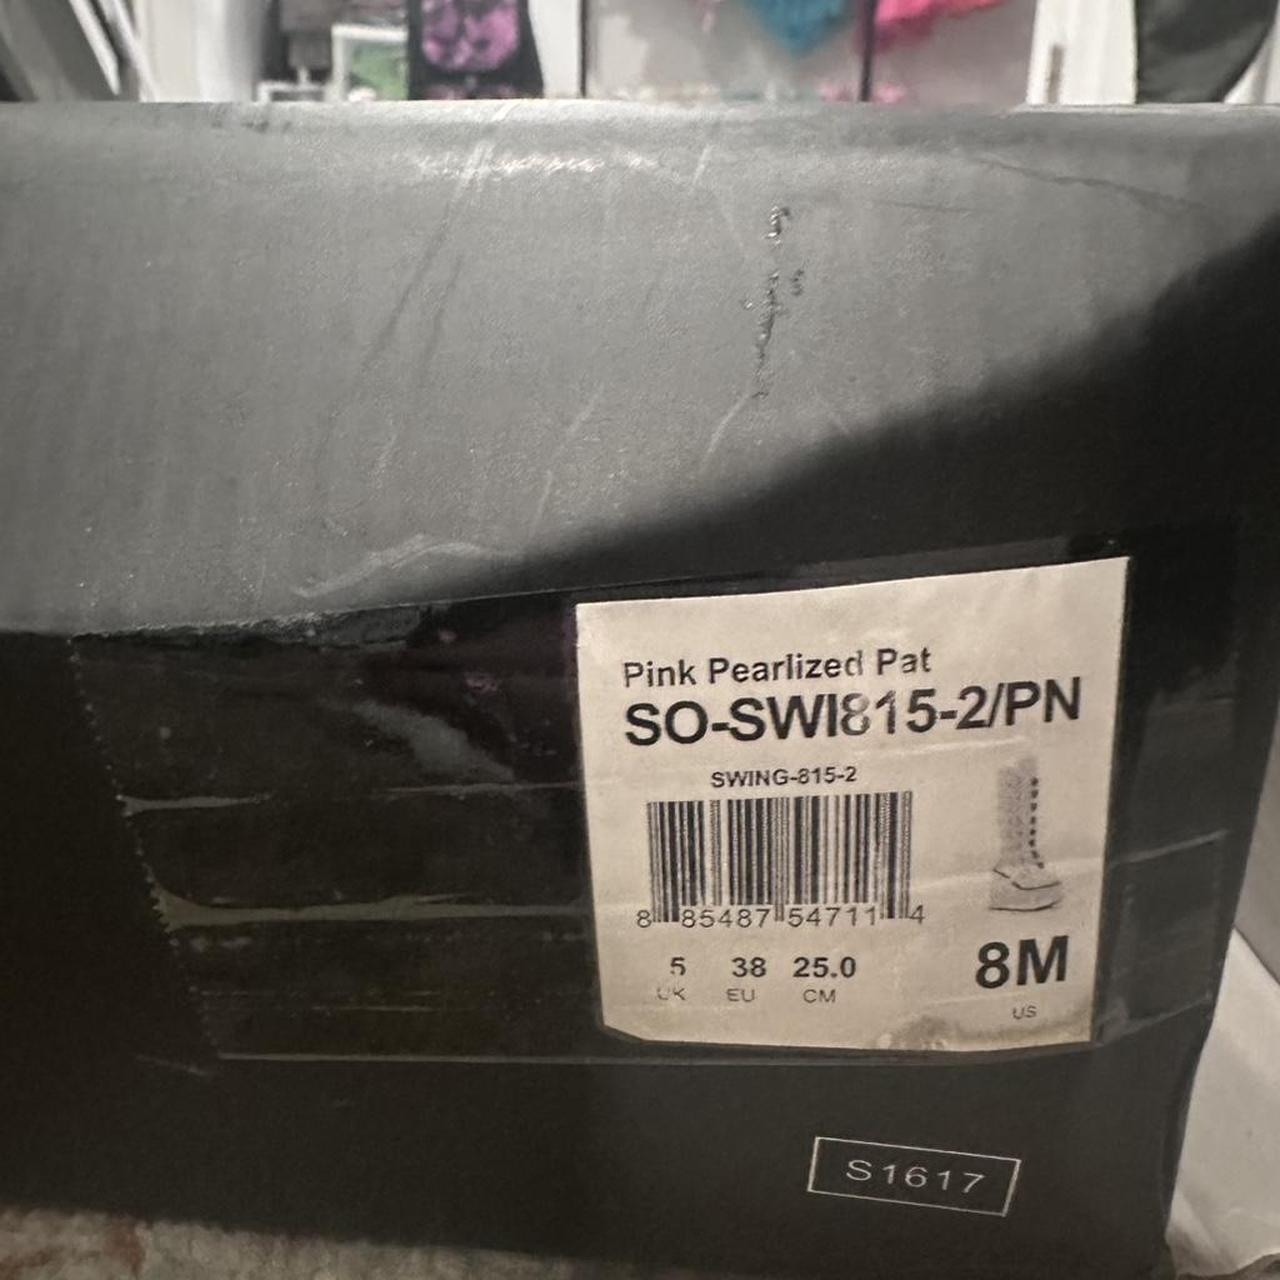 Pink Pearlized Pat
SO-SWI815-2/PN
SWING-815-2
8 85487 54711 4
5 38 25.0
UK EU CM
8M
US
S1617